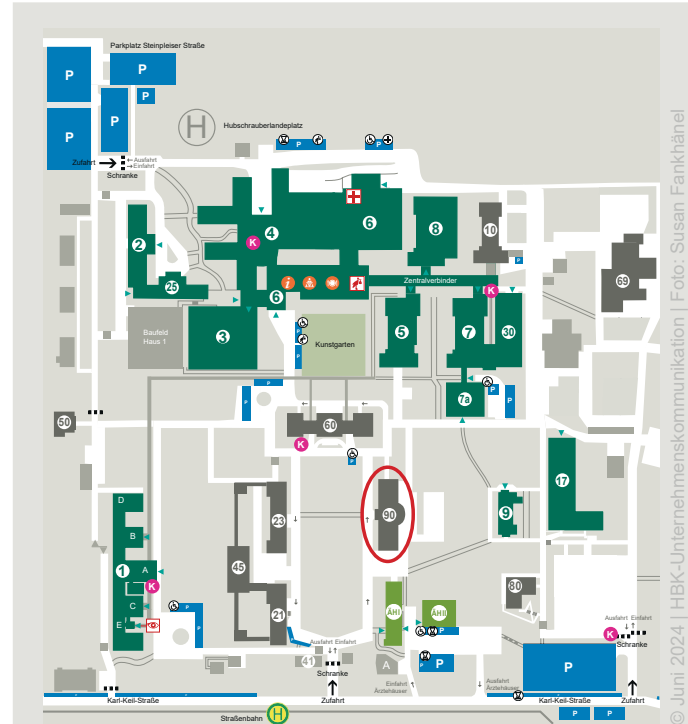 Parkplatz Steinpleiser Straße
P
P
P
P
P
H
Hubschrauberlandeplatz
P
P
Zufahrt
← Ausfahrt
→ Einfahrt
Schranke
6
2
4
8
10
K
69
25
i
Zentralverbinder
K
6
Baufeld
Haus 1
3
Kunstgarten
5
7
30
P
P
P
P
P
P
P
7a
50
60
K
P
17
D
23
90
9
B
1
A
45
K
80
C
21
ÄHI
ÄHII
E
P
P
P
P
Ausfahrt Einfahrt
K
Schranke
Ausfahrt Einfahrt
41
Schranke
A
P
P
Einfahrt
Ärztehäuser
Ausfahrt
Ärztehäuser
Karl-Keil-Straße
Zufahrt
Karl-Keil-Straße
Zufahrt
Straßenbahn
H
P
P
© Juni 2024 | HBK-Unternehmenskommunikation | Foto: Susan Fankhänel